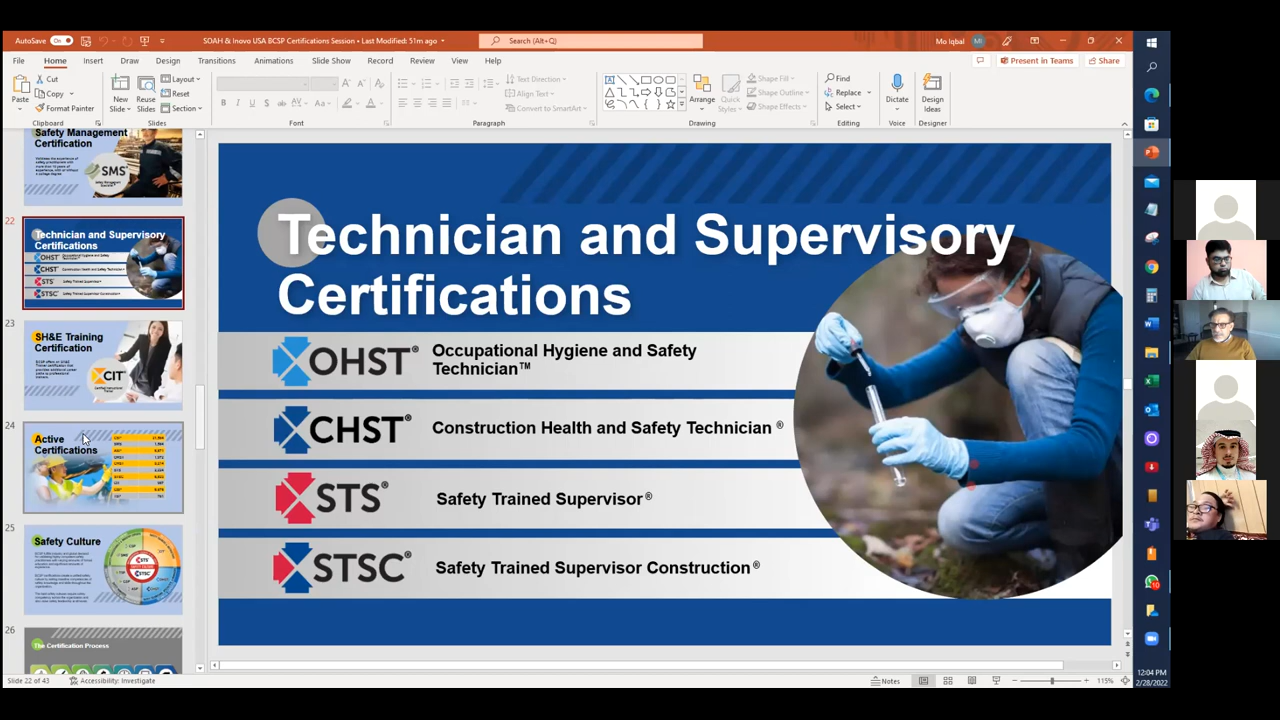 AutoSave
On
SOAH & Inovo USA BCSP Certifications Session • Last Modified: 51m ago
Search (Alt+Q)
Mo Iqbal
MI
File
Home
Insert
Draw
Design
Transitions
Animations
Slide Show
Record
Review
View
Help
Present in Teams
Share
Paste
Cut
Copy
Format Painter
Clipboard
New
Slide
Reuse
Slides
Layout
Reset
Section
Slides
Font
Text Direction
Align Text
Convert to SmartArt
Paragraph
Arrange
Quick
Styles
Shape Fill
Shape Outline
Shape Effects
Drawing
Find
Replace
Select
Editing
Dictate
Voice
Design
Ideas
Designer
Safety Management
Certification
SMS
22
Technician and Supervisory
Certifications
OHST
CHST
STS
STSC
23
SH&E Training
Certification
CIT
24
Active
Certifications
25
Safety Culture
26
The Certification Process
Technician and Supervisory
Certifications
OHST® Occupational Hygiene and Safety
Technician™
CHST® Construction Health and Safety Technician ®
STS® Safety Trained Supervisor®
STSC® Safety Trained Supervisor Construction®
Slide 22 of 43
Accessibility: Investigate
Notes
115%
12:04 PM
2/28/2022